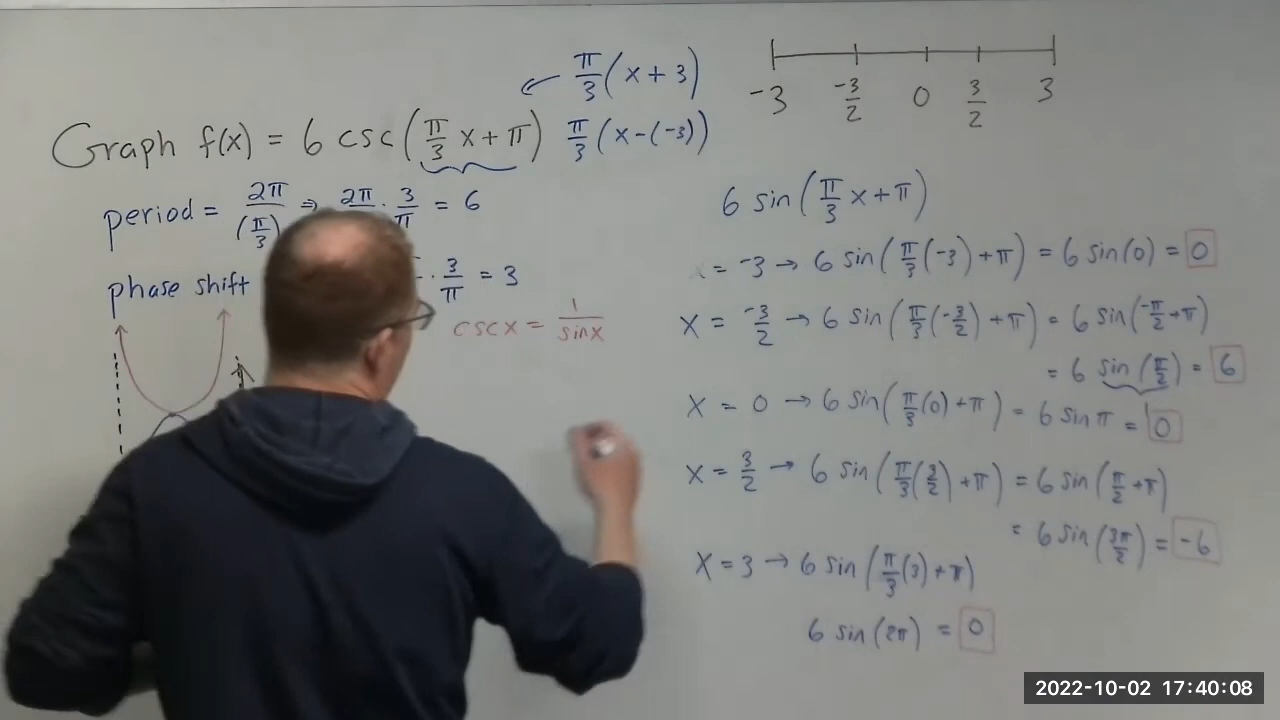 π/3 (x + 3)
-3 -3/2 0 3/2 3
Graph f(x) = 6 csc(π/3 x + π) π/3 (x-(-3))
period = 2π/(π/3) ⇒ 2π · 3/π = 6
6 sin(π/3 x + π)
phase shift · 3/π = 3
csc x = 1/sin x
= -3 → 6 sin(π/3(-3) + π) = 6 sin(0) = 0
x = -3/2 → 6 sin(π/3(-3/2) + π) = 6 sin(-π/2 + π)
= 6 sin(π/2) = 6
x = 0 → 6 sin(π/3(0) + π) = 6 sin π = 0
x = 3/2 → 6 sin(π/3(3/2) + π) = 6 sin(π/2 + π)
= 6 sin(3π/2) = -6
x = 3 → 6 sin(π/3(3) + π)
6 sin(2π) = 0
2022-10-02 17:40:08